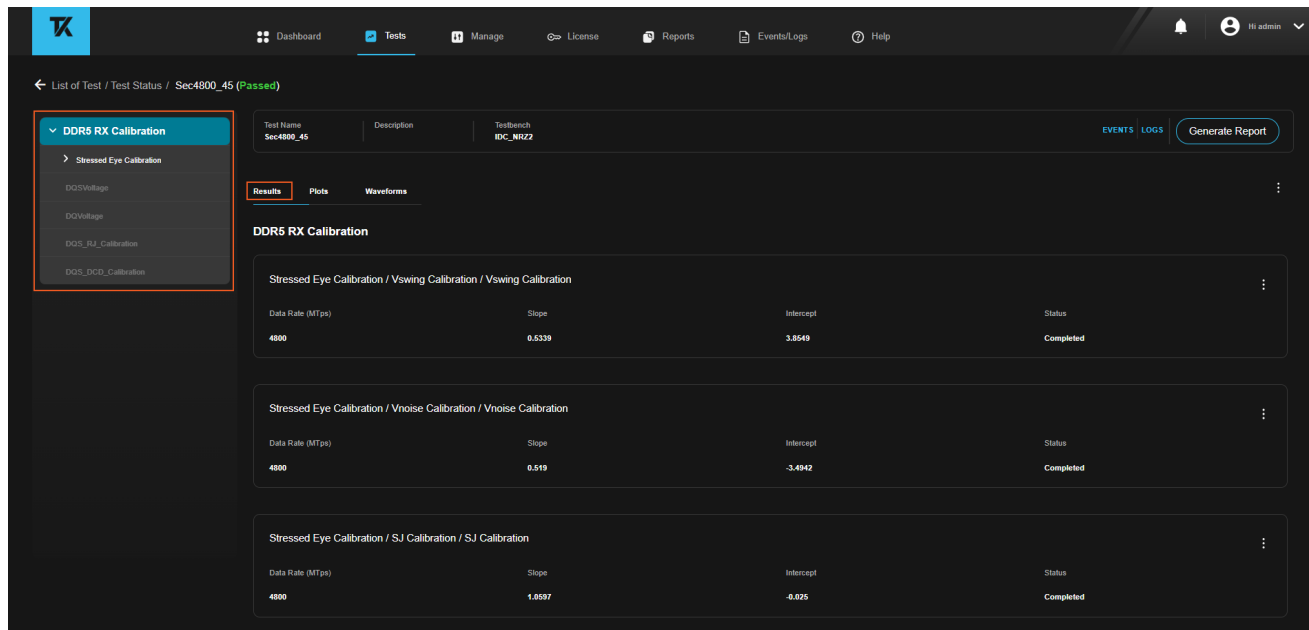 TK
Dashboard Tests Manage License Reports Events/Logs Help Hi admin
List of Test / Test Status / Sec4800_45 (Passed)
DDR5 RX Calibration
Stressed Eye Calibration
DQSVoltage
DQVoltage
DQS_RJ_Calibration
DQS_DCD_Calibration
Test Name Description Testbench
Sec4800_45 IDC_NRZ2
EVENTS LOGS Generate Report
Results Plots Waveforms
DDR5 RX Calibration
Stressed Eye Calibration / Vswing Calibration / Vswing Calibration
Data Rate (MTps) Slope Intercept Status
4800 0.5339 3.8549 Completed
Stressed Eye Calibration / Vnoise Calibration / Vnoise Calibration
Data Rate (MTps) Slope Intercept Status
4800 0.519 -3.4942 Completed
Stressed Eye Calibration / SJ Calibration / SJ Calibration
Data Rate (MTps) Slope Intercept Status
4800 1.0597 -0.025 Completed